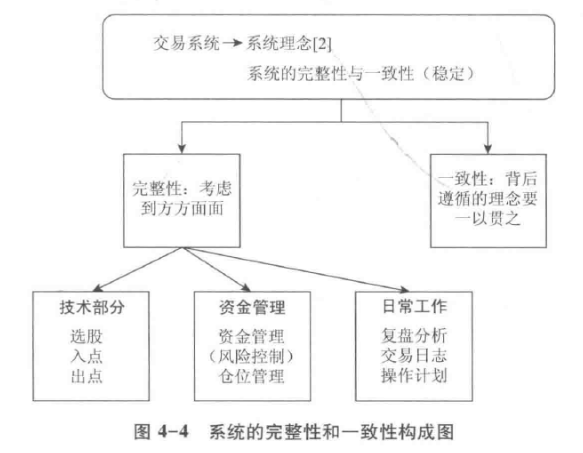 交易系统→系统理念[2]
系统的完整性与一致性（稳定）
完整性：考虑
到方方面面
一致性：背后
遵循的理念要
一以贯之
技术部分
选股
入点
出点
资金管理
资金管理
（风险控制）
仓位管理
日常工作
复盘分析
交易日志
操作计划
图 4-4 系统的完整性和一致性构成图